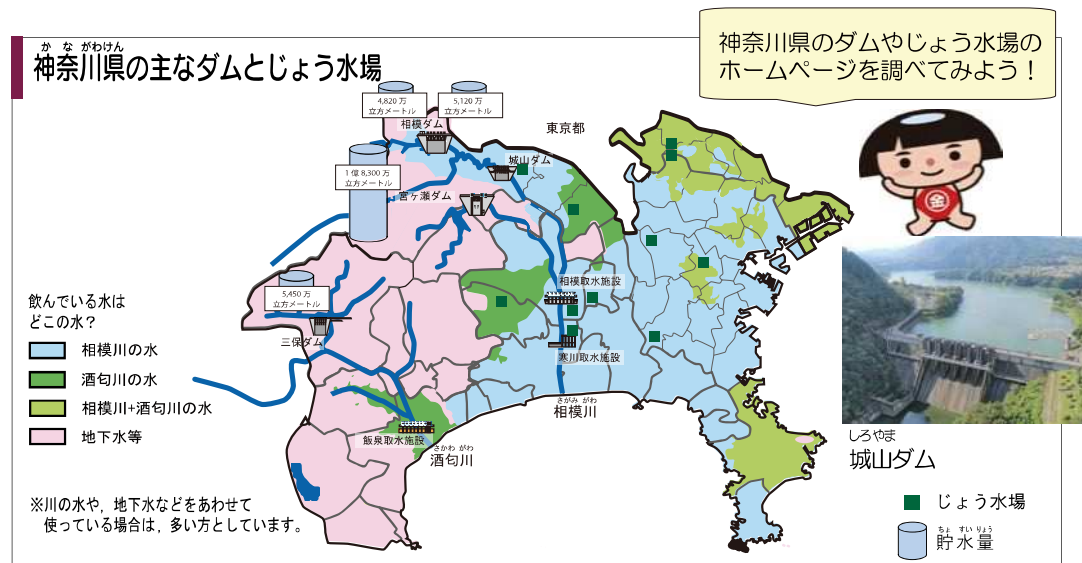 か な がわけん
神奈川県の主なダムとじょう水場
神奈川県のダムやじょう水場の
ホームページを調べてみよう！
4,820万
立方メートル
5,120万
立方メートル
相模ダム
東京都
城山ダム
1億8,300万
立方メートル
宮ヶ瀬ダム
金
相模取水施設
5,450万
立方メートル
三保ダム
寒川取水施設
飲んでいる水は
どこの水？
相模川の水
酒匂川の水
相模川+酒匂川の水
地下水等
さがみ がわ
相模川
飯泉取水施設
さかわ がわ
酒匂川
しろやま
城山ダム
※川の水や，地下水などをあわせて
使っている場合は，多い方としています。
じょう水場
ちょ すい りょう
貯水量